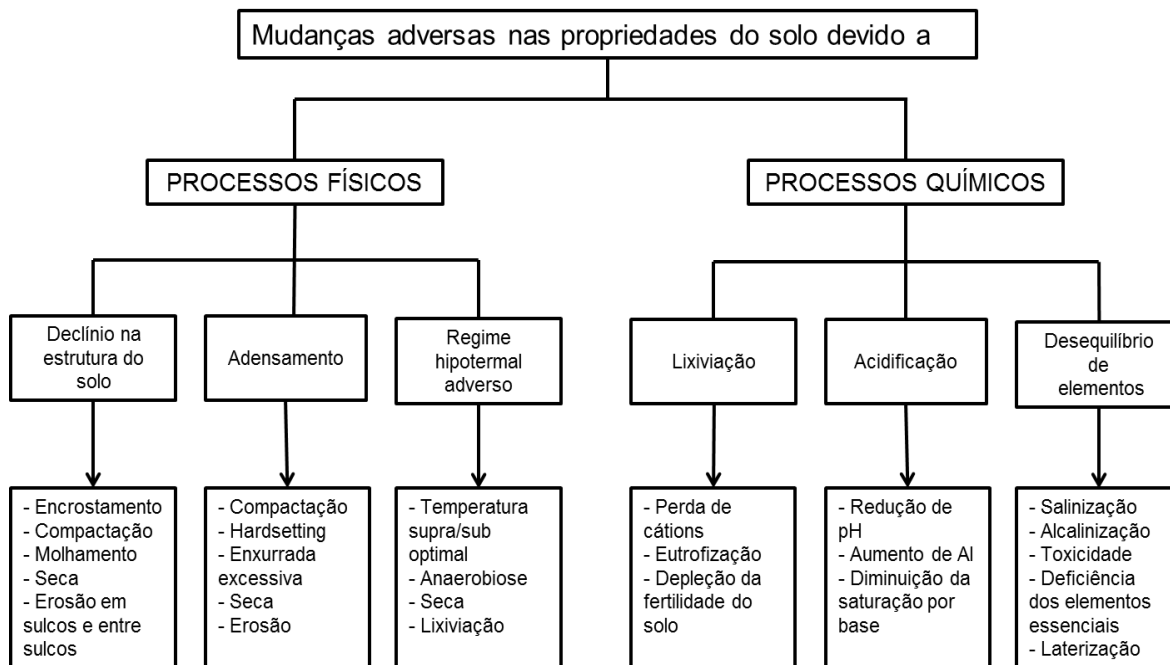 Mudanças adversas nas propriedades do solo devido a
PROCESSOS FÍSICOS
PROCESSOS QUÍMICOS
Declínio na
estrutura do
solo
Adensamento
Regime
hipotermal
adverso
Lixiviação
Acidificação
Desequilíbrio
de
elementos
- Encrostamento
- Compactação
- Molhamento
- Seca
- Erosão em
sulcos e entre
sulcos
- Compactação
- Hardsetting
- Enxurrada
excessiva
- Seca
- Erosão
- Temperatura
supra/sub
optimal
- Anaerobiose
- Seca
- Lixiviação
- Perda de
cátions
- Eutrofização
- Depleção da
fertilidade do
solo
- Redução de
pH
- Aumento de Al
- Diminuição da
saturação por
base
- Salinização
- Alcalinização
- Toxicidade
- Deficiência
dos elementos
essenciais
- Laterização